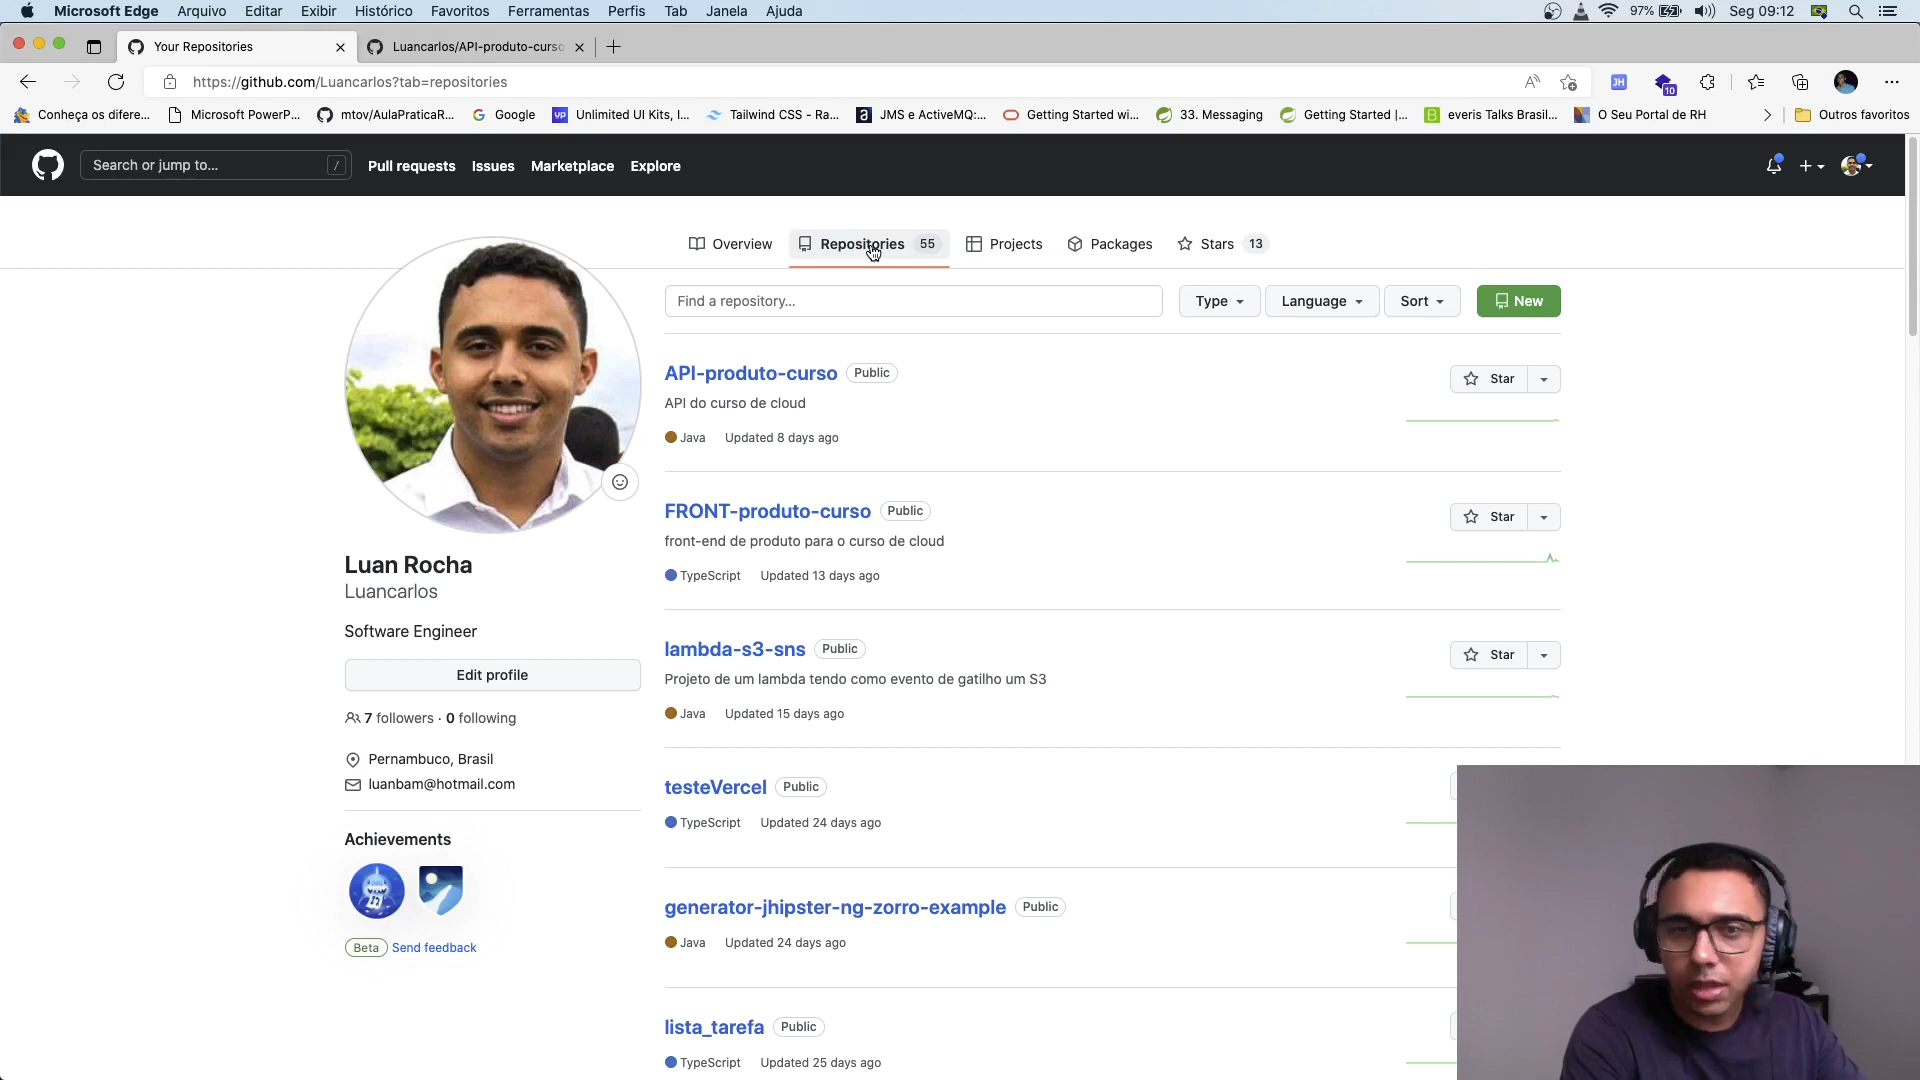 Microsoft Edge Arquivo Editar Exibir Histórico Favoritos Ferramentas Perfis Tab Janela Ajuda 97% Seg 09:12
Your Repositories Luancarlos/API-produto-curso
https://github.com/Luancarlos?tab=repositories JH 10
Conheça os difere... Microsoft PowerP... mtov/AulaPraticaR... Google Unlimited UI Kits, I... Tailwind CSS - Ra... JMS e ActiveMQ:... Getting Started wi... 33. Messaging Getting Started |... everis Talks Brasil... O Seu Portal de RH Outros favoritos
Search or jump to... / Pull requests Issues Marketplace Explore
Overview Repositories 55 Projects Packages Stars 13
Find a repository... Type Language Sort New
API-produto-curso Public
API do curso de cloud
Star
Java Updated 8 days ago
FRONT-produto-curso Public
front-end de produto para o curso de cloud
Star
TypeScript Updated 13 days ago
lambda-s3-sns Public
Projeto de um lambda tendo como evento de gatilho um S3
Star
Java Updated 15 days ago
testeVercel Public
TypeScript Updated 24 days ago
generator-jhipster-ng-zorro-example Public
Java Updated 24 days ago
lista_tarefa Public
TypeScript Updated 25 days ago
Luan Rocha
Luancarlos
Software Engineer
Edit profile
7 followers · 0 following
Pernambuco, Brasil
luanbam@hotmail.com
Achievements
Beta Send feedback